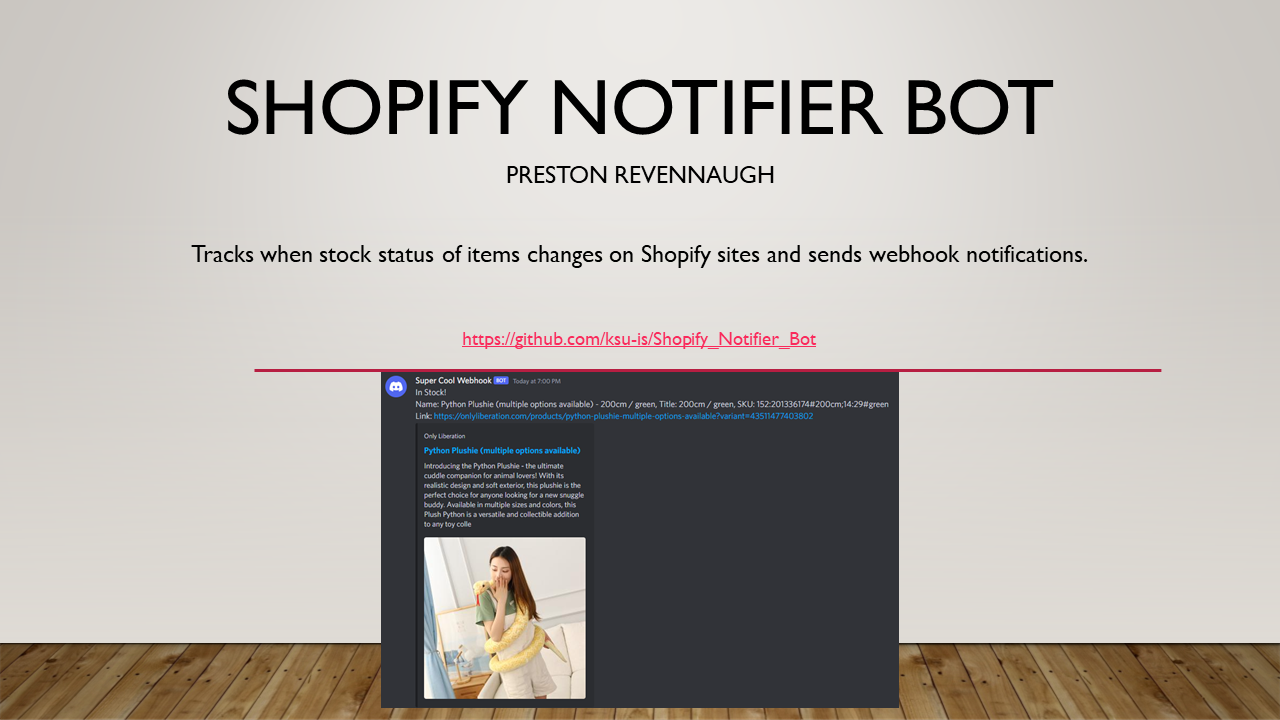 SHOPIFY NOTIFIER BOT
PRESTON REVENNAUGH
Tracks when stock status of items changes on Shopify sites and sends webhook notifications.
https://github.com/ksu-is/Shopify_Notifier_Bot
Super Cool Webhook BOT Today at 7:00 PM
In Stock!
Name: Python Plushie (multiple options available) - 200cm / green, Title: 200cm / green, SKU: 152:201336174#200cm;14:29#green
Link: https://onlyliberation.com/products/python-plushie-multiple-options-available?variant=43511477403802
Only Liberation
Python Plushie (multiple options available)
Introducing the Python Plushie - the ultimate
cuddle companion for animal lovers! With its
realistic design and soft exterior, this plushie is the
perfect choice for anyone looking for a new snuggle
buddy. Available in multiple sizes and colors, this
Plush Python is a versatile and collectible addition
to any toy colle